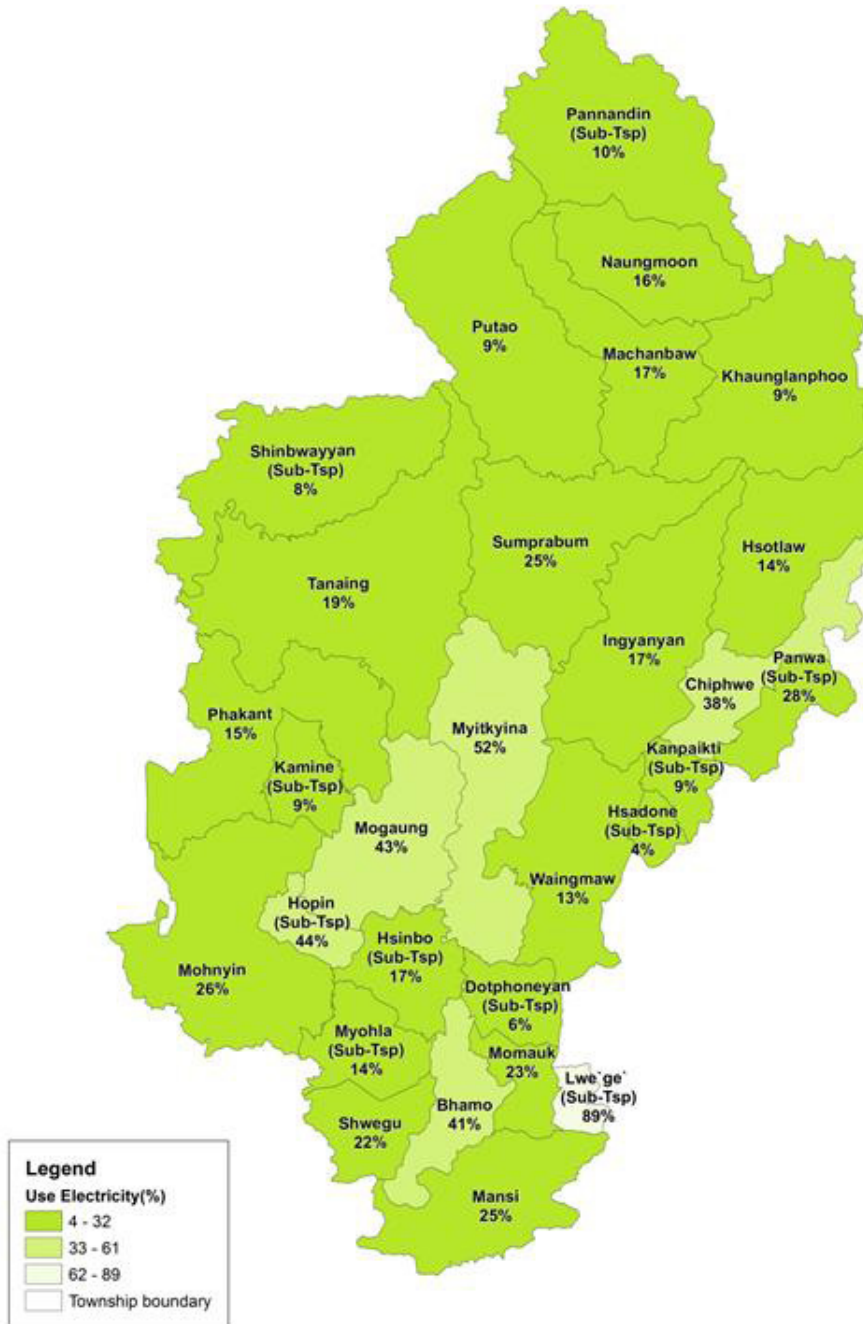 Pannandin
(Sub-Tsp)
10%
Naungmoon
16%
Putao
9%
Machanbaw
17%
Khaunglanphoo
9%
Shinbwayyan
(Sub-Tsp)
8%
Sumprabum
25%
Hsotlaw
14%
Tanaing
19%
Ingyanyan
17%
Panwa
(Sub-Tsp)
28%
Chiphwe
38%
Phakant
15%
Myitkyina
52%
Kanpaikti
(Sub-Tsp)
9%
Kamine
(Sub-Tsp)
9%
Hsadone
(Sub-Tsp)
4%
Mogaung
43%
Waingmaw
13%
Hopin
(Sub-Tsp)
44%
Hsinbo
(Sub-Tsp)
17%
Mohnyin
26%
Dotphoneyan
(Sub-Tsp)
6%
Myohla
(Sub-Tsp)
14%
Momauk
23%
Lwe`ge`
(Sub-Tsp)
89%
Bhamo
41%
Shwegu
22%
Mansi
25%
Legend
Use Electricity(%)
4 - 32
33 - 61
62 - 89
Township boundary